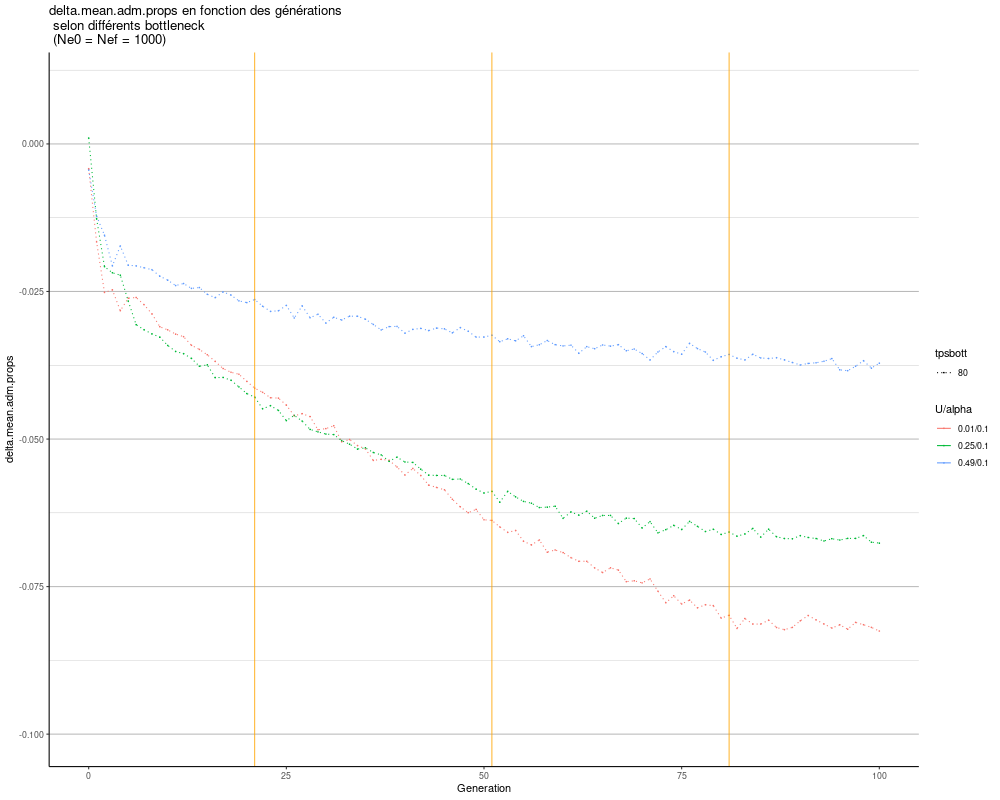 delta.mean.adm.props en fonction des générations
selon différents bottleneck
(Ne0 = Nef = 1000)
delta.mean.adm.props
0.000
-0.025
-0.050
-0.075
-0.100
0
25
50
75
100
Generation
tpsbott
80
U/alpha
0.01/0.1
0.25/0.1
0.49/0.1